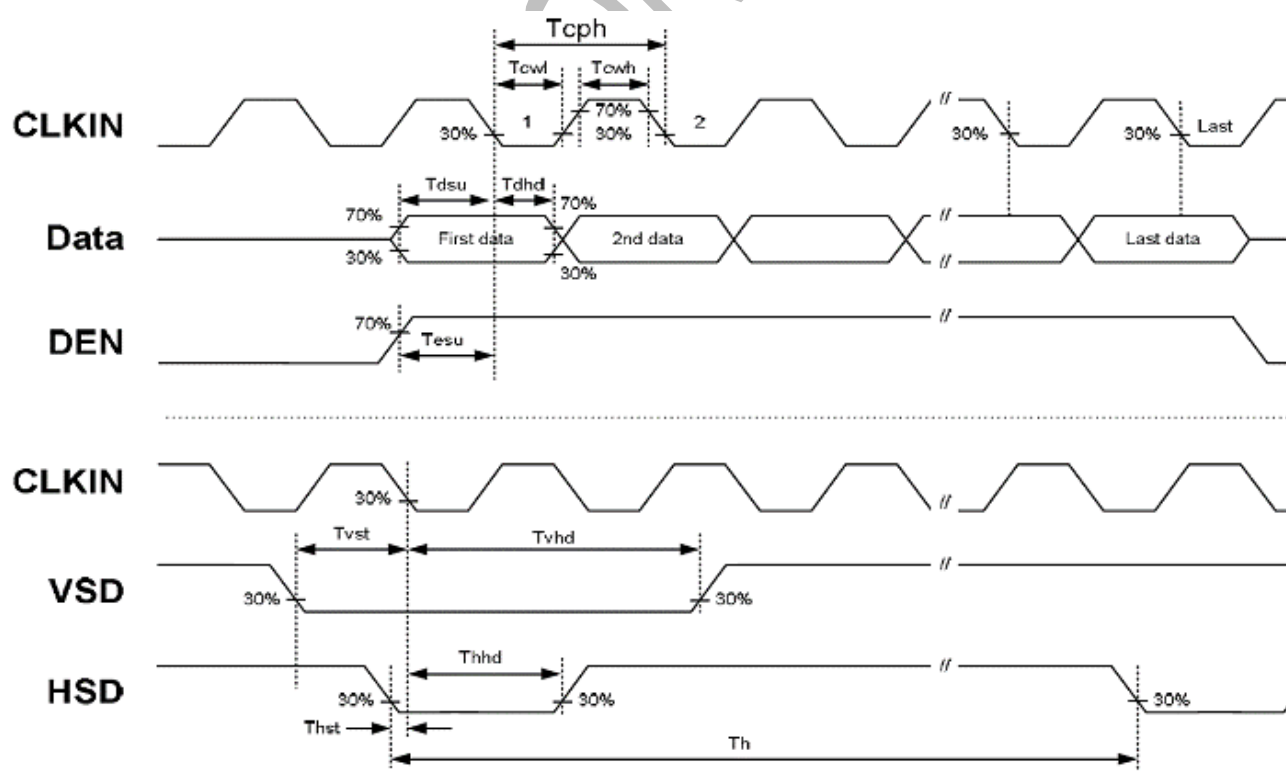 Tcph
Tcwl Tcwh
CLKIN 30% 1 70% 30% 2 30% 30% Last
Tdsu Tdhd
70% 70%
Data First data 2nd data Last data
30% 30%
70%
DEN Tesu
CLKIN 30%
Tvst Tvhd
VSD 30% 30%
Thhd
HSD 30% 30% 30%
Thst
Th